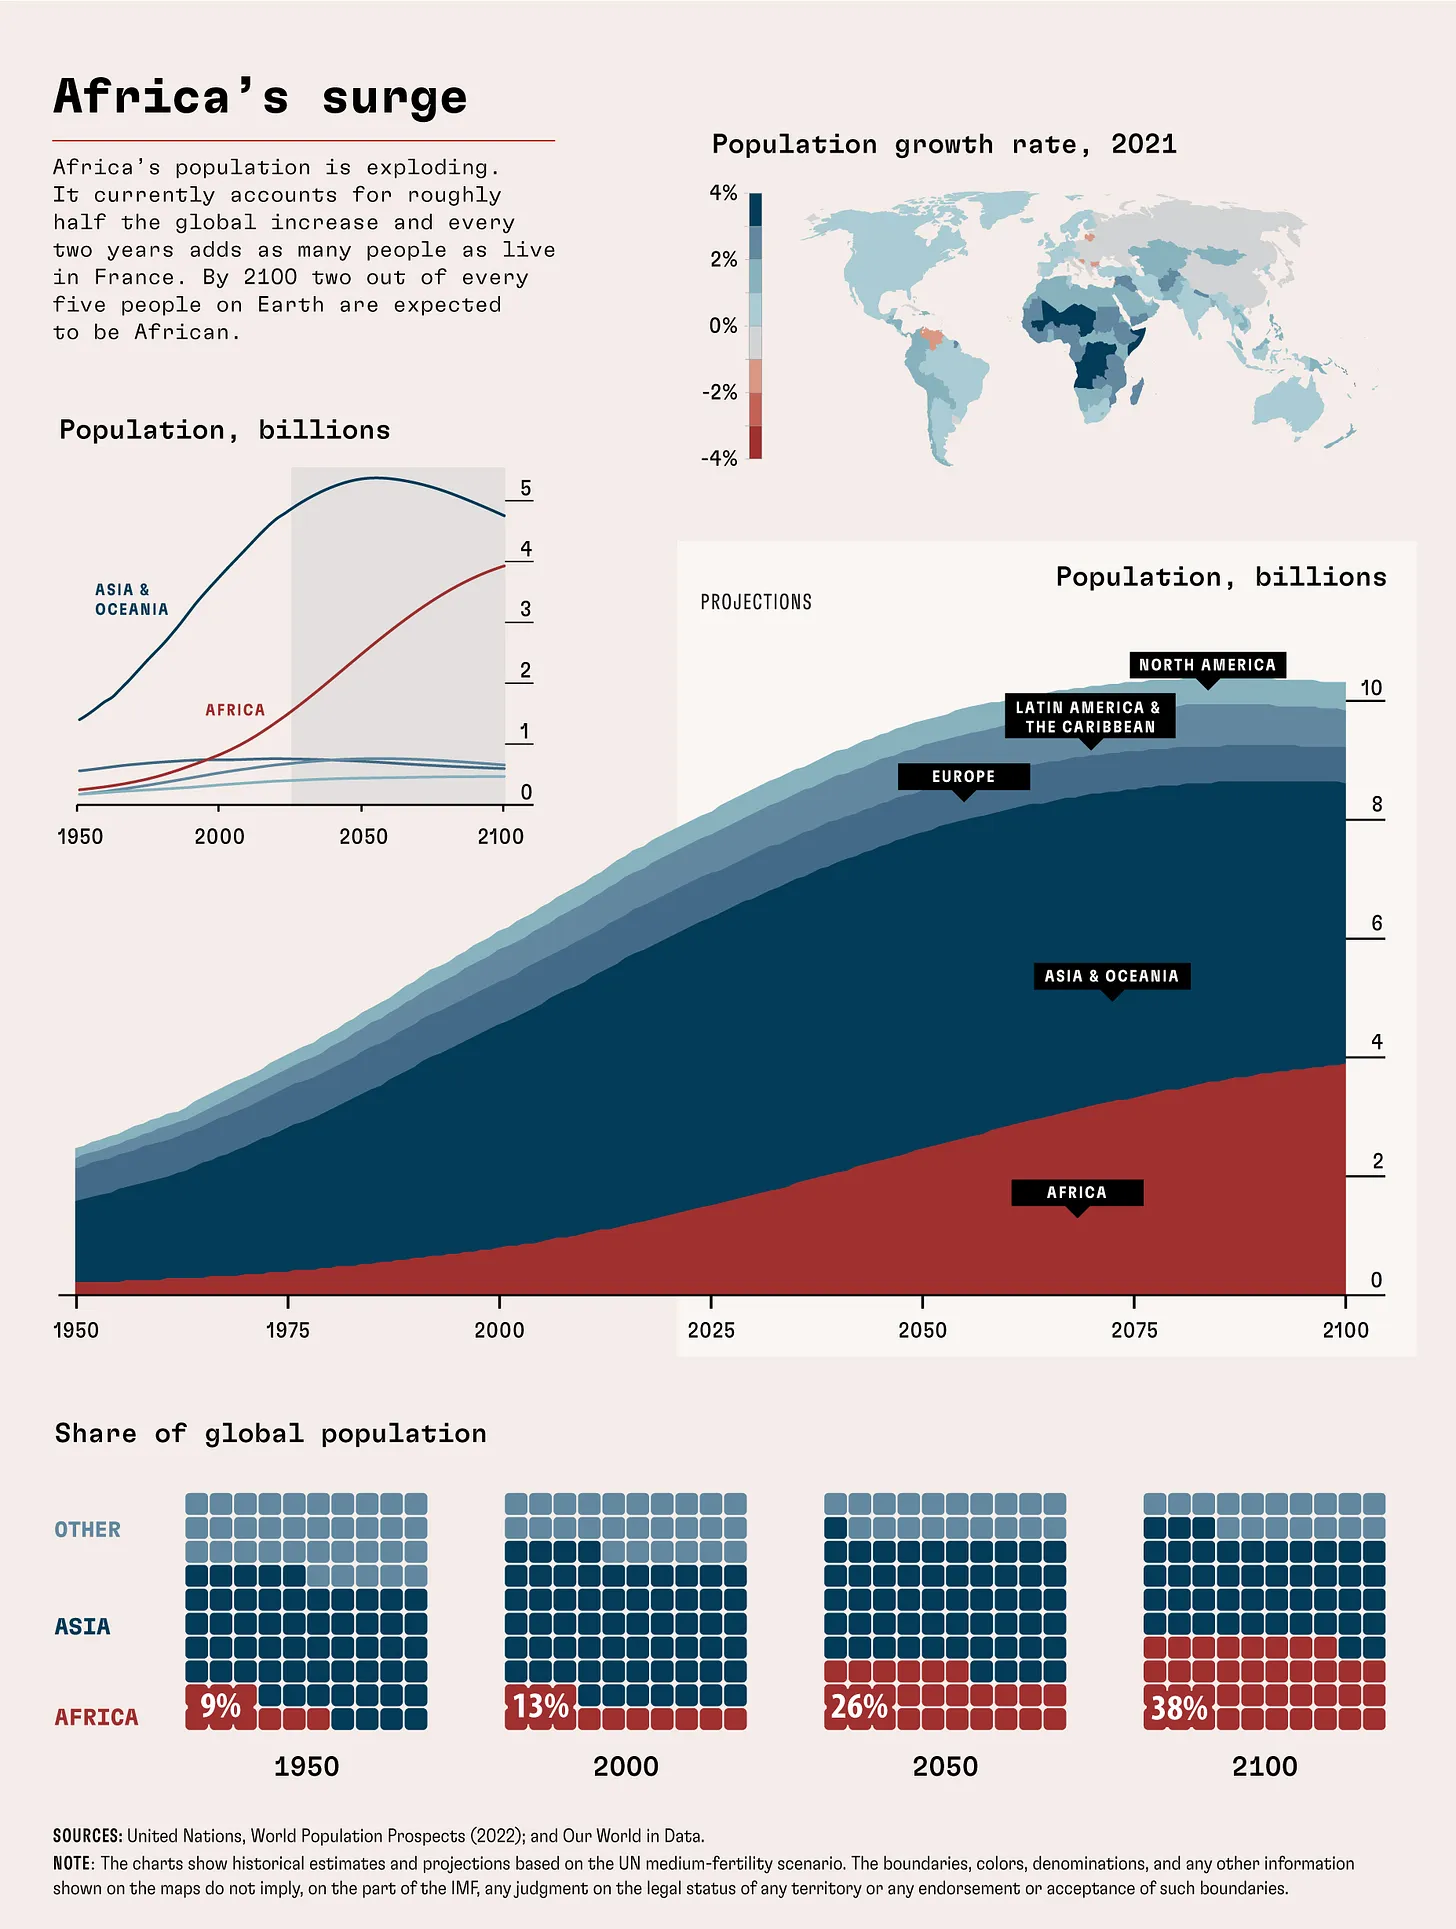 Africa's surge
Africa's population is exploding.
It currently accounts for roughly
half the global increase and every
two years adds as many people as live
in France. By 2100 two out of every
five people on Earth are expected
to be African.
Population growth rate, 2021
4%
2%
0%
-2%
-4%
Population, billions
5
4
3
2
1
0
ASIA &
OCEANIA
AFRICA
1950
2000
2050
2100
Population, billions
PROJECTIONS
NORTH AMERICA
LATIN AMERICA &
THE CARIBBEAN
EUROPE
ASIA & OCEANIA
AFRICA
10
8
6
4
2
0
1950
1975
2000
2025
2050
2075
2100
Share of global population
OTHER
ASIA
AFRICA
9%
13%
26%
38%
1950
2000
2050
2100
SOURCES: United Nations, World Population Prospects (2022); and Our World in Data.
NOTE: The charts show historical estimates and projections based on the UN medium-fertility scenario. The boundaries, colors, denominations, and any other information
shown on the maps do not imply, on the part of the IMF, any judgment on the legal status of any territory or any endorsement or acceptance of such boundaries.